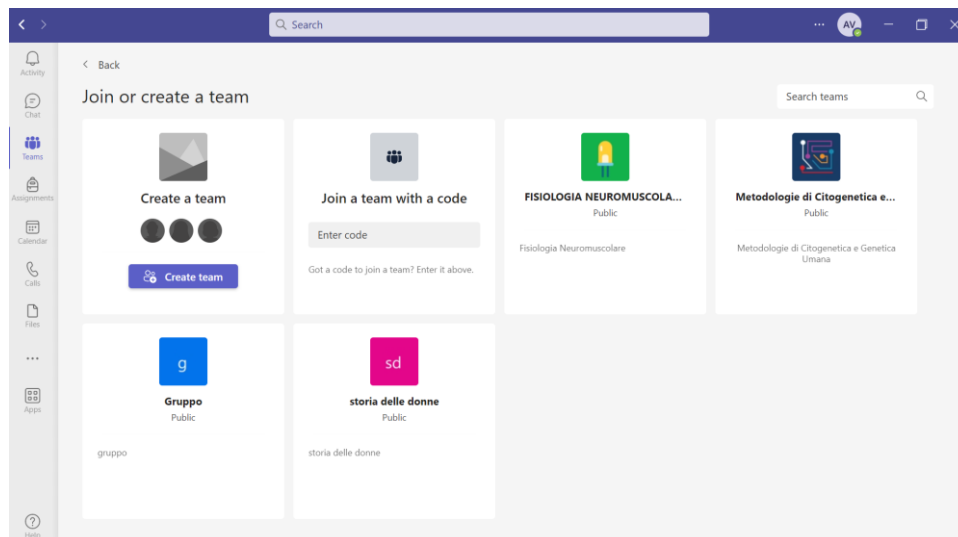 Search
AV
Activity
Chat
Teams
Assignments
Calendar
Calls
Files
Apps
Help
Back
Join or create a team
Search teams
Create a team
Create team
Join a team with a code
Enter code
Got a code to join a team? Enter it above.
FISIOLOGIA NEUROMUSCOLA...
Public
Fisiologia Neuromuscolare
Metodologie di Citogenetica e...
Public
Metodologie di Citogenetica e Genetica
Umana
g
Gruppo
Public
gruppo
sd
storia delle donne
Public
storia delle donne